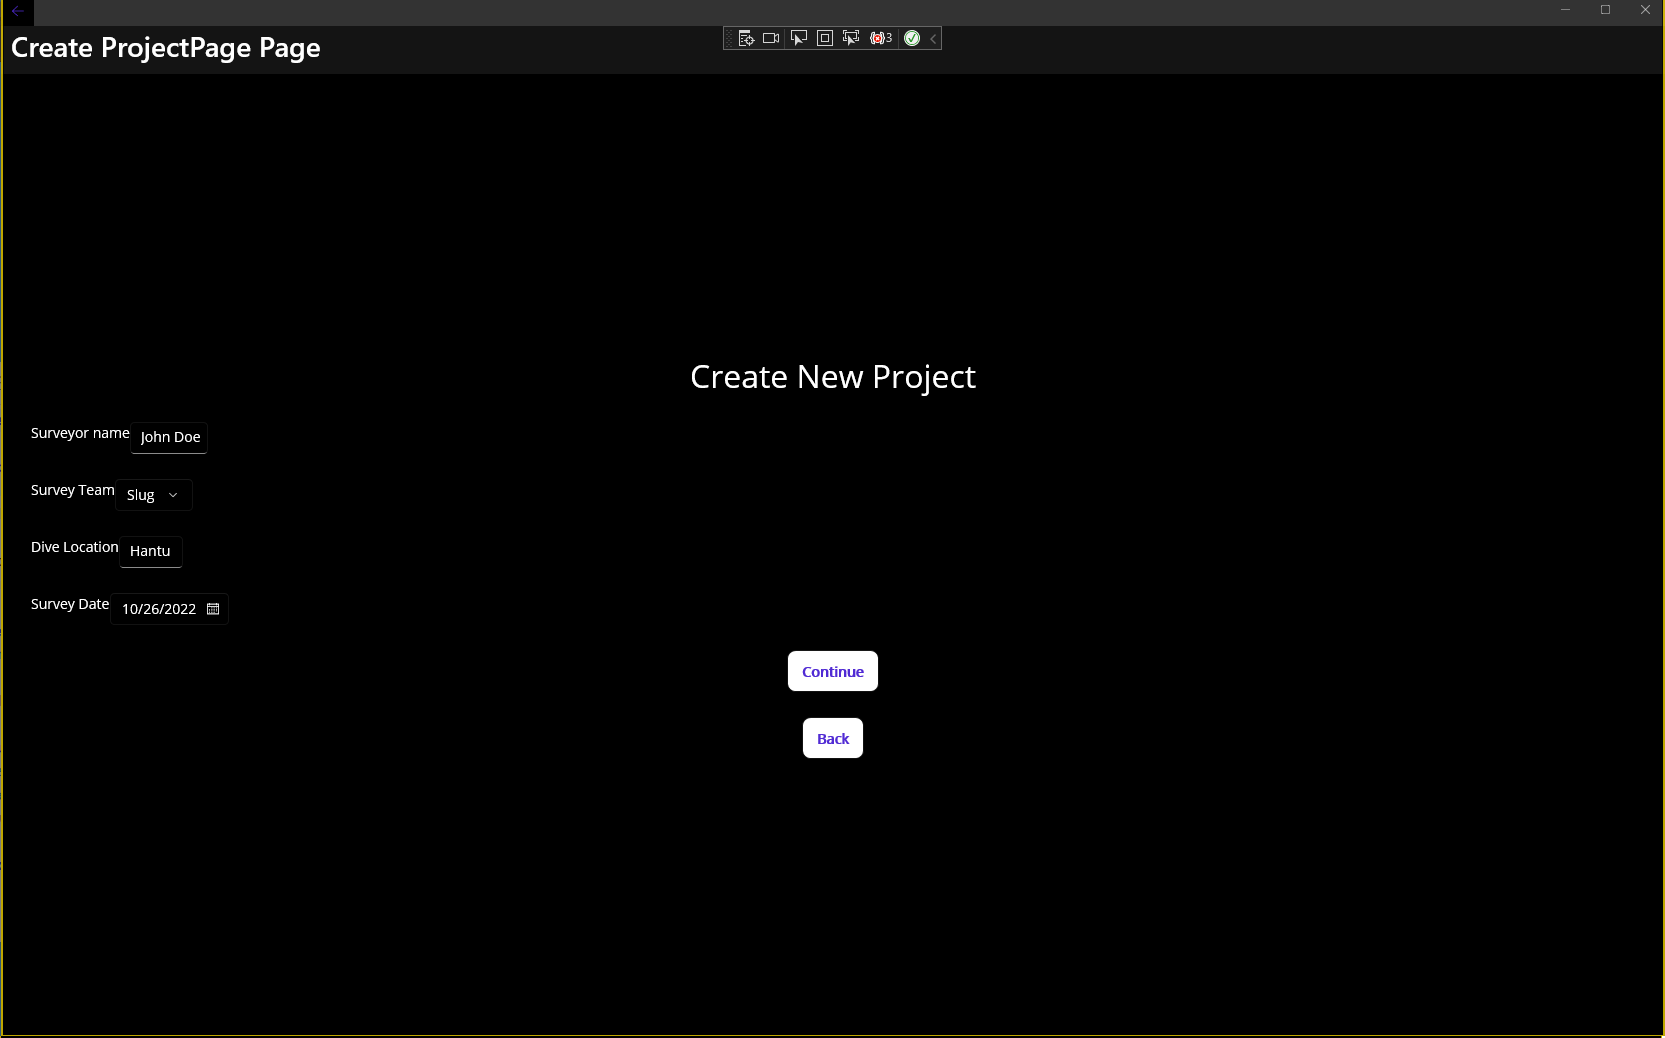 Create ProjectPage Page
3
Create New Project
Surveyor name John Doe
Survey Team Slug
Dive Location Hantu
Survey Date 10/26/2022
Continue
Back